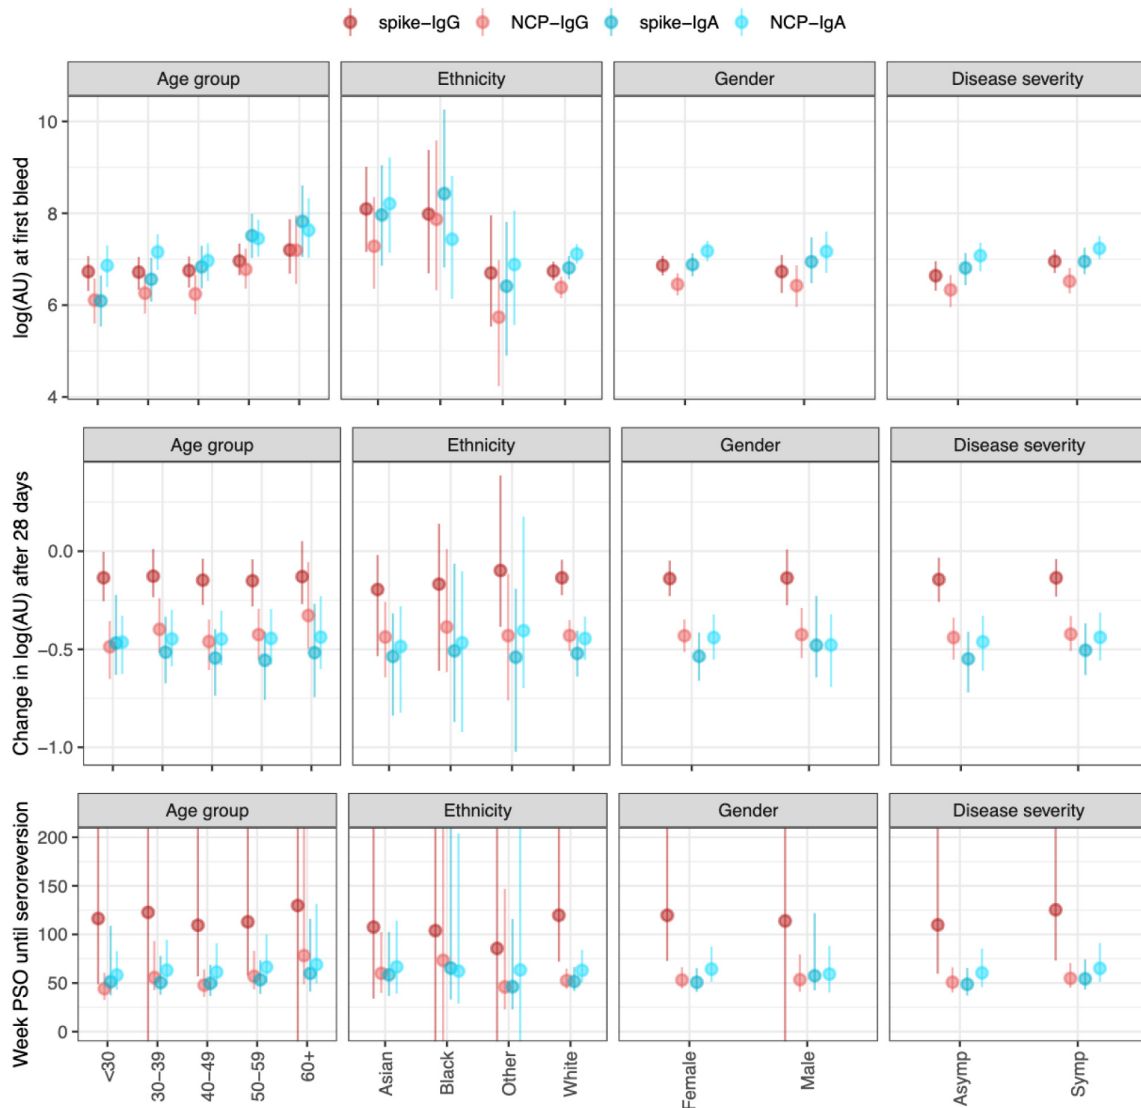 spike−IgG NCP−IgG spike−IgA NCP−IgA
Age group Ethnicity Gender Disease severity
log(AU) at first bleed
10
8
6
4
Age group Ethnicity Gender Disease severity
Change in log(AU) after 28 days
0.0
−0.5
−1.0
Age group Ethnicity Gender Disease severity
Week PSO until seroreversion
200
150
100
50
0
<30 30−39 40−49 50−59 60+ Asian Black Other White Female Male Asymp Symp